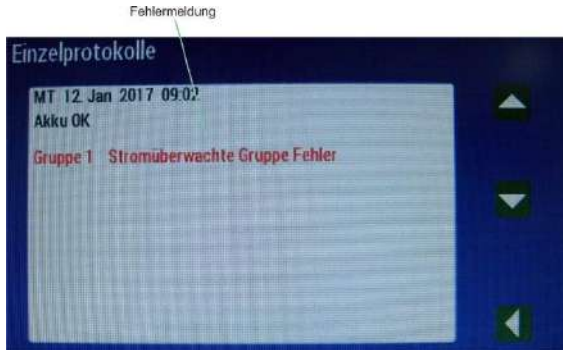 Fehlermeldung
Einzelprotokolle
MT 12. Jan 2017 09:02
Akku OK
Gruppe 1 Stromüberwachte Gruppe Fehler